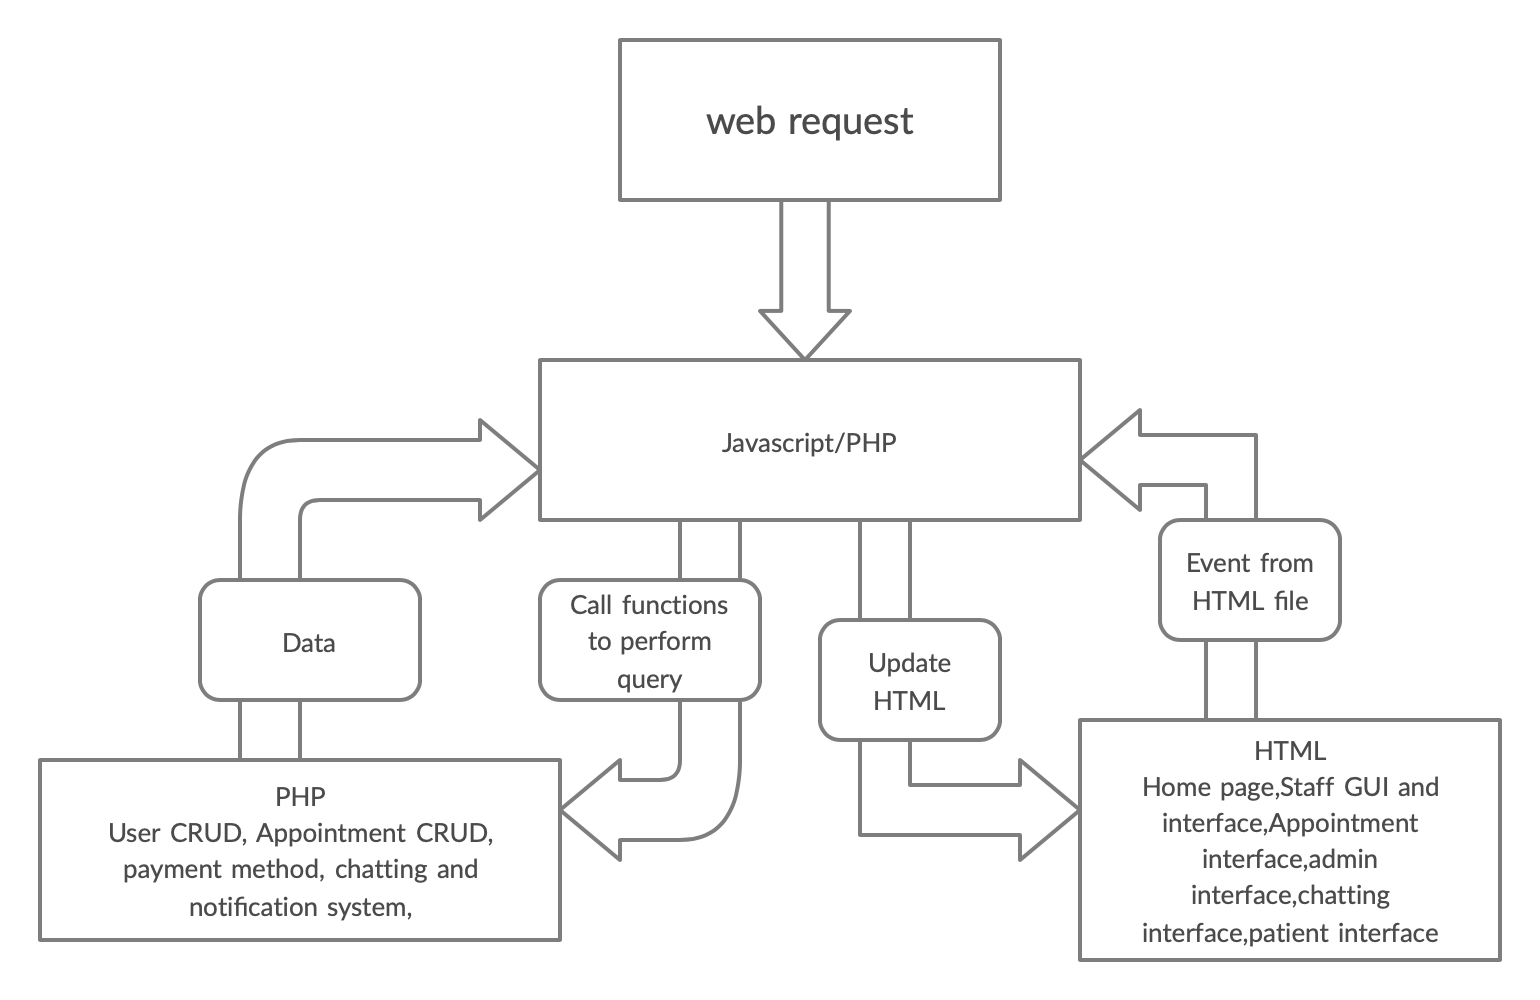 web request
Javascript/PHP
Data
Call functions
to perform
query
Update
HTML
Event from
HTML file
PHP
User CRUD, Appointment CRUD,
payment method, chatting and
notification system,
HTML
Home page,Staff GUI and
interface,Appointment
interface,admin
interface,chatting
interface,patient interface